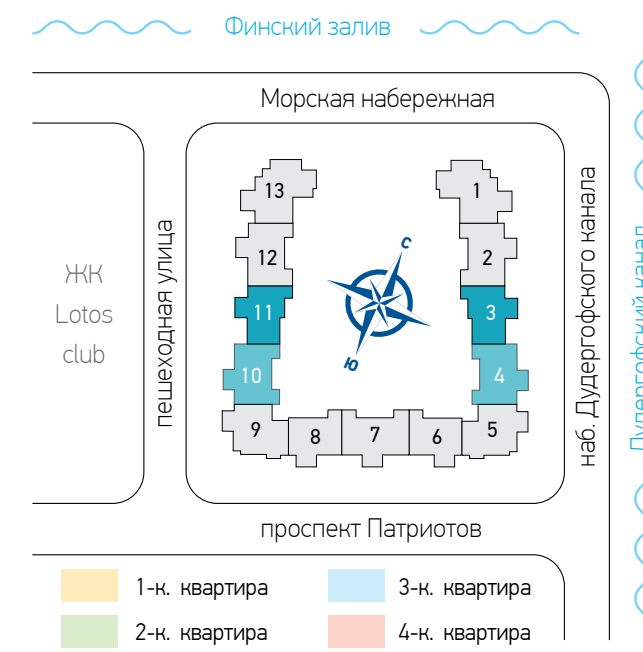 Финский залив
Морская набережная
13
1
12
2
С
11
3
10
4
Ю
9
8
7
6
5
ЖК
Lotos
club
пешеходная улица
наб. Дудергофского канала
Дудергофский канал
проспект Патриотов
1-к. квартира
3-к. квартира
2-к. квартира
4-к. квартира